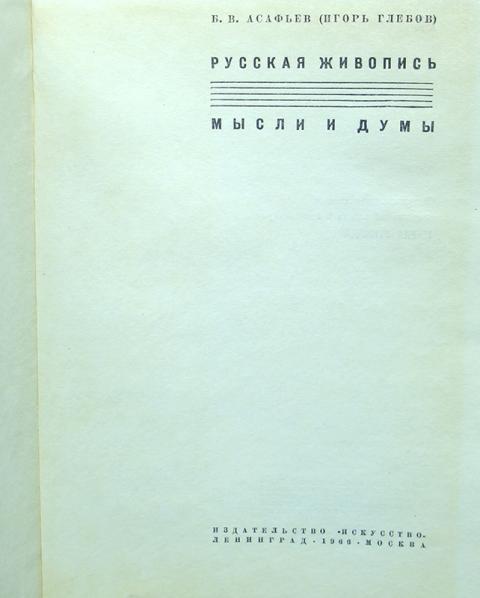 Б. В. АСАФЬЕВ (ИГОРЬ ГЛЕБОВ)
РУССКАЯ ЖИВОПИСЬ
МЫСЛИ И ДУМЫ
ИЗДАТЕЛЬСТВО «ИСКУССТВО»
ЛЕНИНГРАД · 1966 · МОСКВА